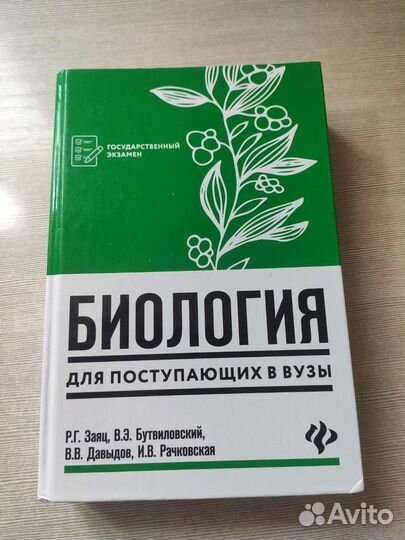 ГОСУДАРСТВЕННЫЙ
ЭКЗАМЕН
БИОЛОГИЯ
ДЛЯ ПОСТУПАЮЩИХ В ВУЗЫ
Р.Г. Заяц, В.Э. Бутвиловский,
В.В. Давыдов, И.В. Рачковская
Avito